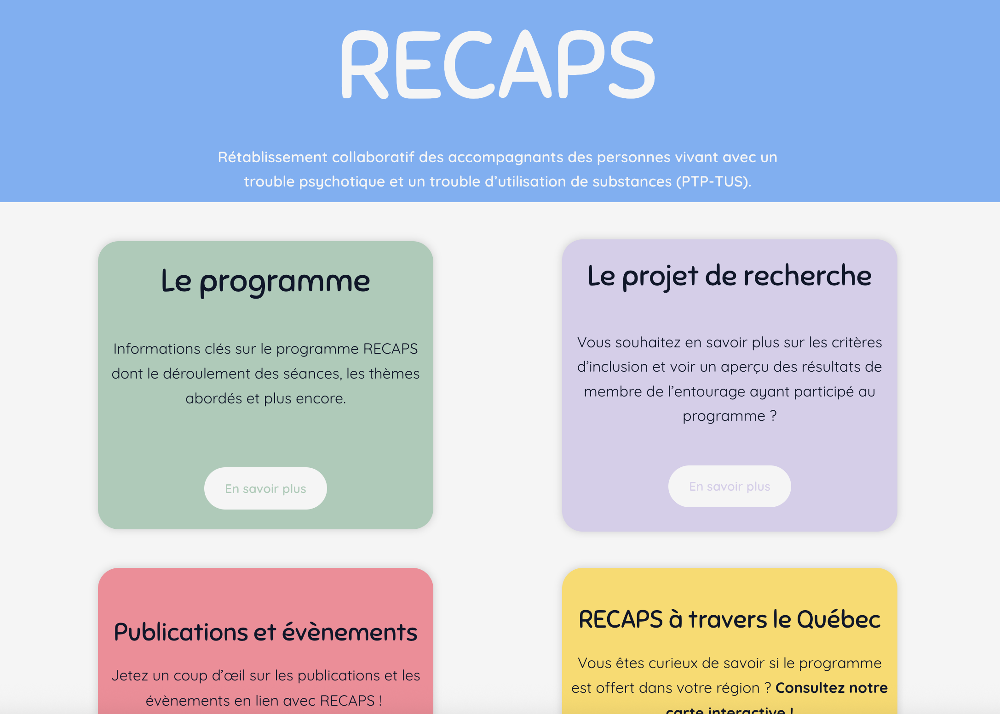 RECAPS
Rétablissement collaboratif des accompagnants des personnes vivant avec un
trouble psychotique et un trouble d’utilisation de substances (PTP-TUS).
Le programme
Informations clés sur le programme RECAPS
dont le déroulement des séances, les thèmes
abordés et plus encore.
En savoir plus
Le projet de recherche
Vous souhaitez en savoir plus sur les critères
d’inclusion et voir un aperçu des résultats de
membre de l’entourage ayant participé au
programme ?
En savoir plus
Publications et évènements
Jetez un coup d’œil sur les publications et les
évènements en lien avec RECAPS !
RECAPS à travers le Québec
Vous êtes curieux de savoir si le programme
est offert dans votre région ? Consultez notre
carte interactive !